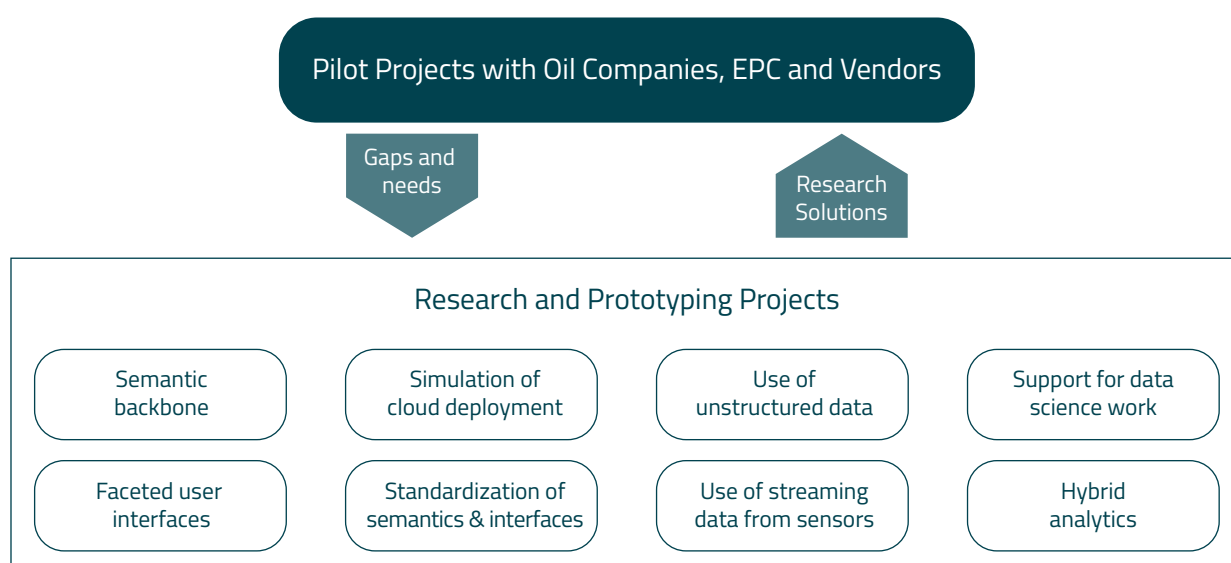 Pilot Projects with Oil Companies, EPC and Vendors
Gaps and
needs
Research
Solutions
Research and Prototyping Projects
Semantic
backbone
Simulation of
cloud deployment
Use of
unstructured data
Support for data
science work
Faceted user
interfaces
Standardization of
semantics & interfaces
Use of streaming
data from sensors
Hybrid
analytics